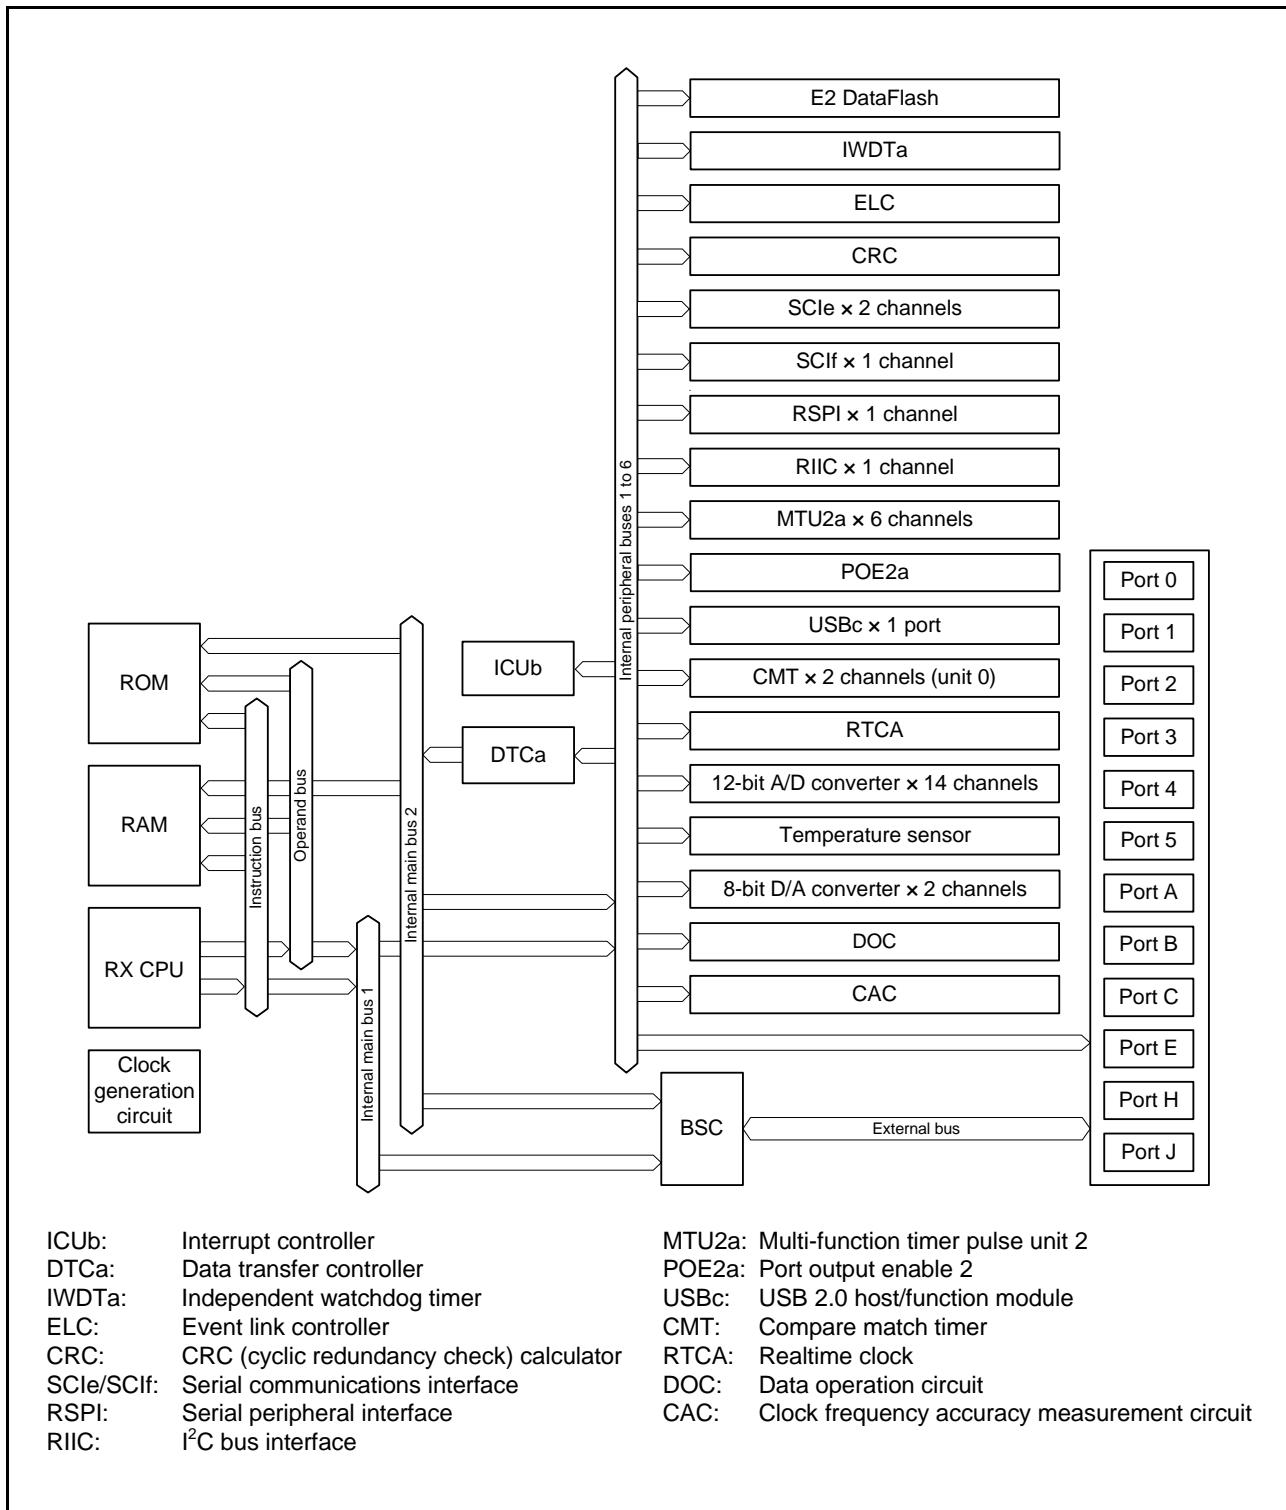 E2 DataFlash
IWDTa
ELC
CRC
SCIe × 2 channels
SCIf × 1 channel
RSPI × 1 channel
RIIC × 1 channel
MTU2a × 6 channels
POE2a
USBc × 1 port
CMT × 2 channels (unit 0)
RTCA
12-bit A/D converter × 14 channels
Temperature sensor
8-bit D/A converter × 2 channels
DOC
CAC
Internal peripheral buses 1 to 6
Port 0
Port 1
Port 2
Port 3
Port 4
Port 5
Port A
Port B
Port C
Port E
Port H
Port J
ICUb
DTCa
ROM
RAM
RX CPU
Clock
generation
circuit
Instruction bus
Operand bus
Internal main bus 1
Internal main bus 2
BSC
External bus
ICUb: Interrupt controller
DTCa: Data transfer controller
IWDTa: Independent watchdog timer
ELC: Event link controller
CRC: CRC (cyclic redundancy check) calculator
SCIe/SCIf: Serial communications interface
RSPI: Serial peripheral interface
RIIC: I²C bus interface
MTU2a: Multi-function timer pulse unit 2
POE2a: Port output enable 2
USBc: USB 2.0 host/function module
CMT: Compare match timer
RTCA: Realtime clock
DOC: Data operation circuit
CAC: Clock frequency accuracy measurement circuit